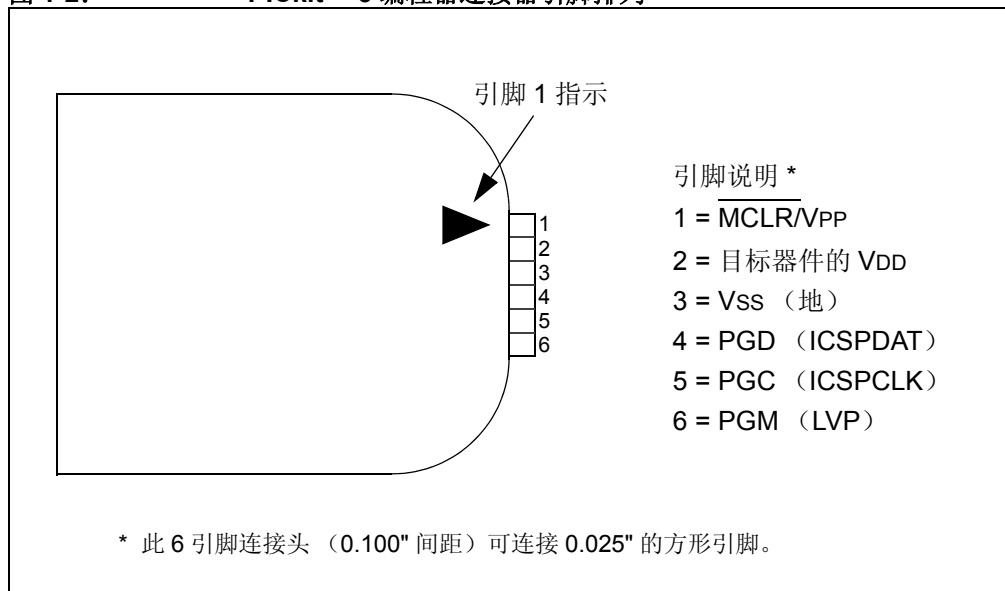 引脚 1 指示
引脚说明 *
1 = MCLR/VPP
2 = 目标器件的 VDD
3 = VSS （地）
4 = PGD （ICSPDAT）
5 = PGC （ICSPCLK）
6 = PGM （LVP）
1
2
3
4
5
6
* 此 6 引脚连接头 （0.100" 间距）可连接 0.025" 的方形引脚。